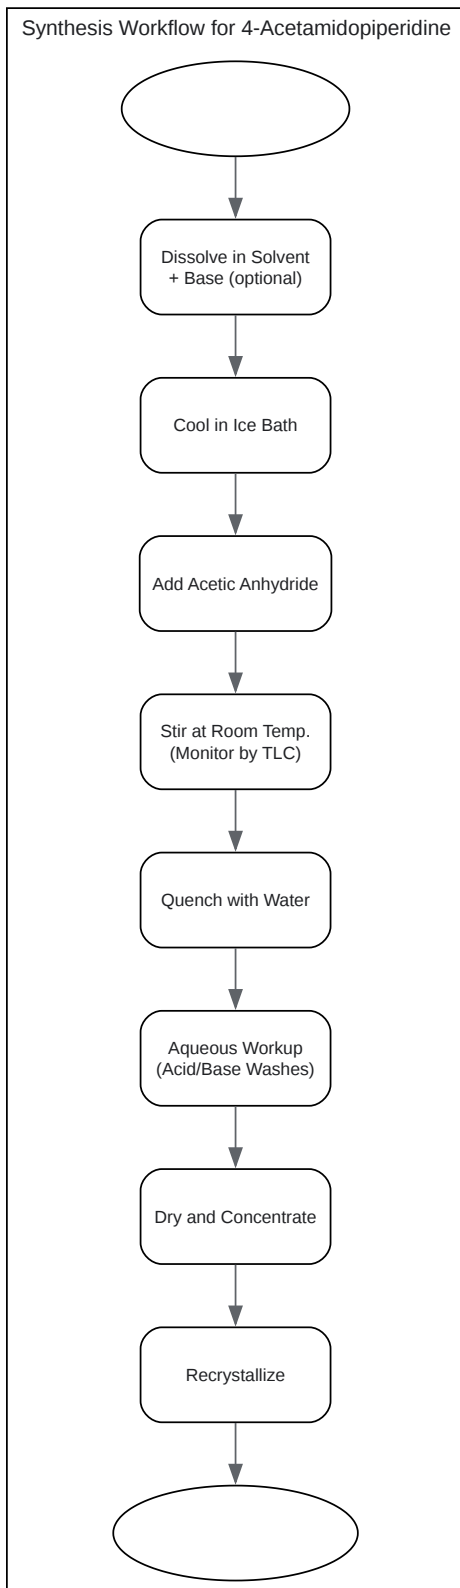 Synthesis Workflow for 4-Acetamidopiperidine
Dissolve in Solvent
+ Base (optional)
Cool in Ice Bath
Add Acetic Anhydride
Stir at Room Temp.
(Monitor by TLC)
Quench with Water
Aqueous Workup
(Acid/Base Washes)
Dry and Concentrate
Recrystallize